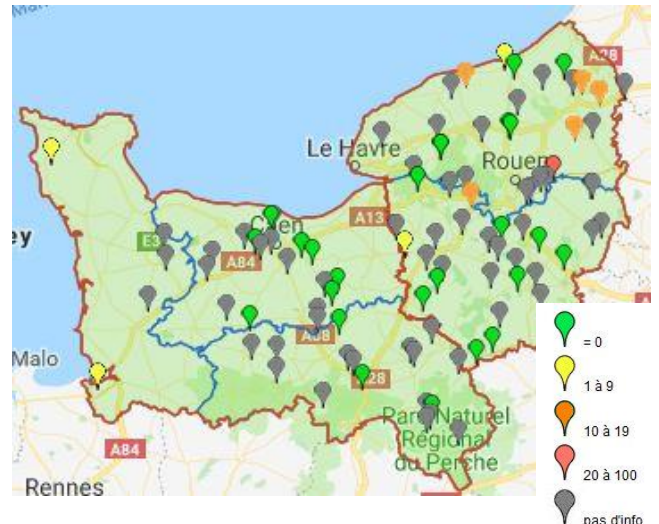 A28
Le Havre
Rouen
Caen
A13
ey
E3
A84
Malo
A88
A28
Parc Naturel
Régional
du Perche
A84
Rennes
= 0
1 à 9
10 à 19
20 à 100
pas d'info